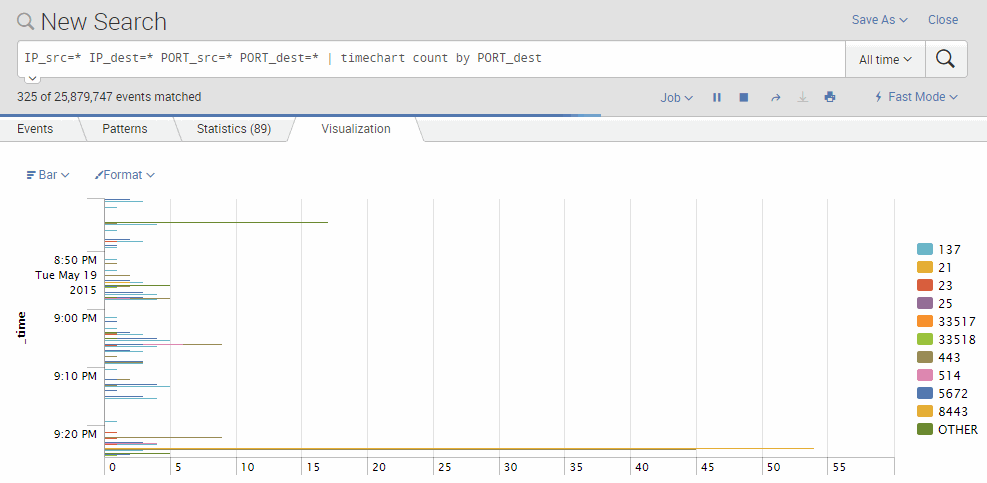 New Search
Save As Close
IP_src=* IP_dest=* PORT_src=* PORT_dest=* | timechart count by PORT_dest
All time
325 of 25,879,747 events matched
Job
Fast Mode
Events Patterns Statistics (89) Visualization
Bar Format
_time
8:50 PM
Tue May 19
2015
9:00 PM
9:10 PM
9:20 PM
0 5 10 15 20 25 30 35 40 45 50 55
137
21
23
25
33517
33518
443
514
5672
8443
OTHER